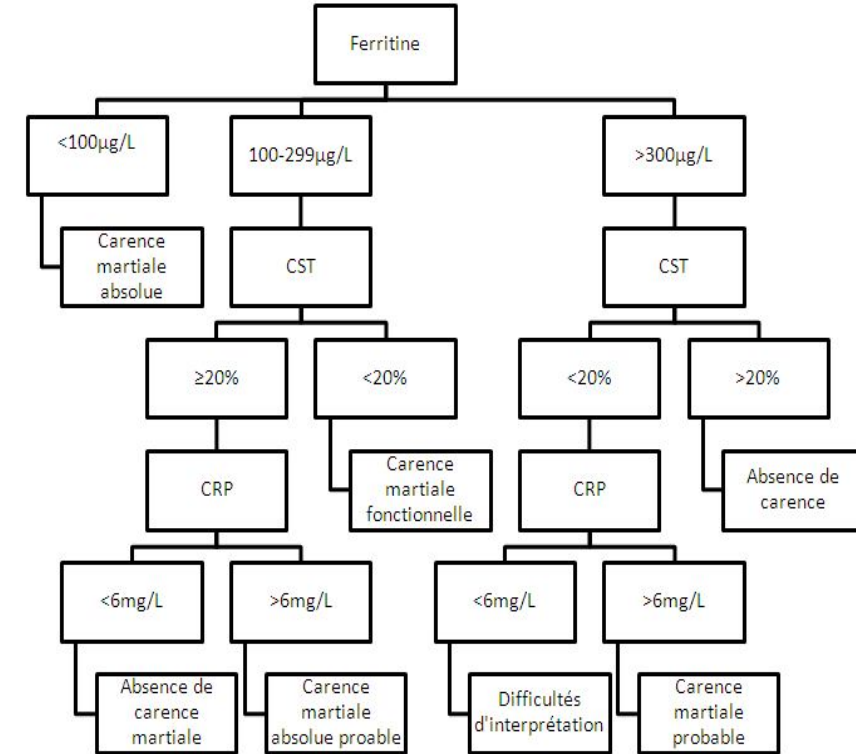 Ferritine
<100µg/L
100-299µg/L
>300µg/L
Carence
martiale
absolue
CST
CST
≥20%
<20%
<20%
>20%
CRP
Carence
martiale
fonctionnelle
CRP
Absence de
carence
<6mg/L
>6mg/L
<6mg/L
>6mg/L
Absence de
carence
martiale
Carence
martiale
absolue proable
Difficultés
d'interprétation
Carence
martiale
probable